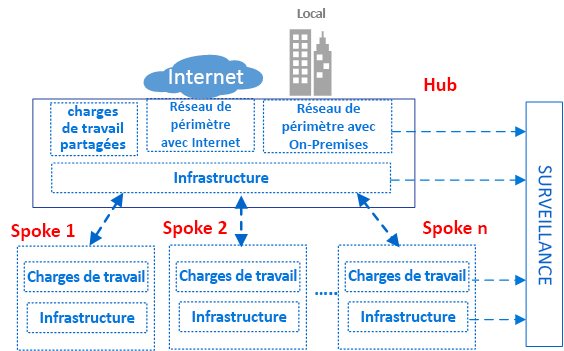 Local
Internet
Hub
charges
de travail
partagées
Réseau de
périmètre
avec Internet
Réseau de
périmètre avec
On-Premises
Infrastructure
SURVEILLANCE
Spoke 1
Spoke 2
Spoke n
Charges de travail
Charges de travail
Charges de travail
.....
Infrastructure
Infrastructure
Infrastructure